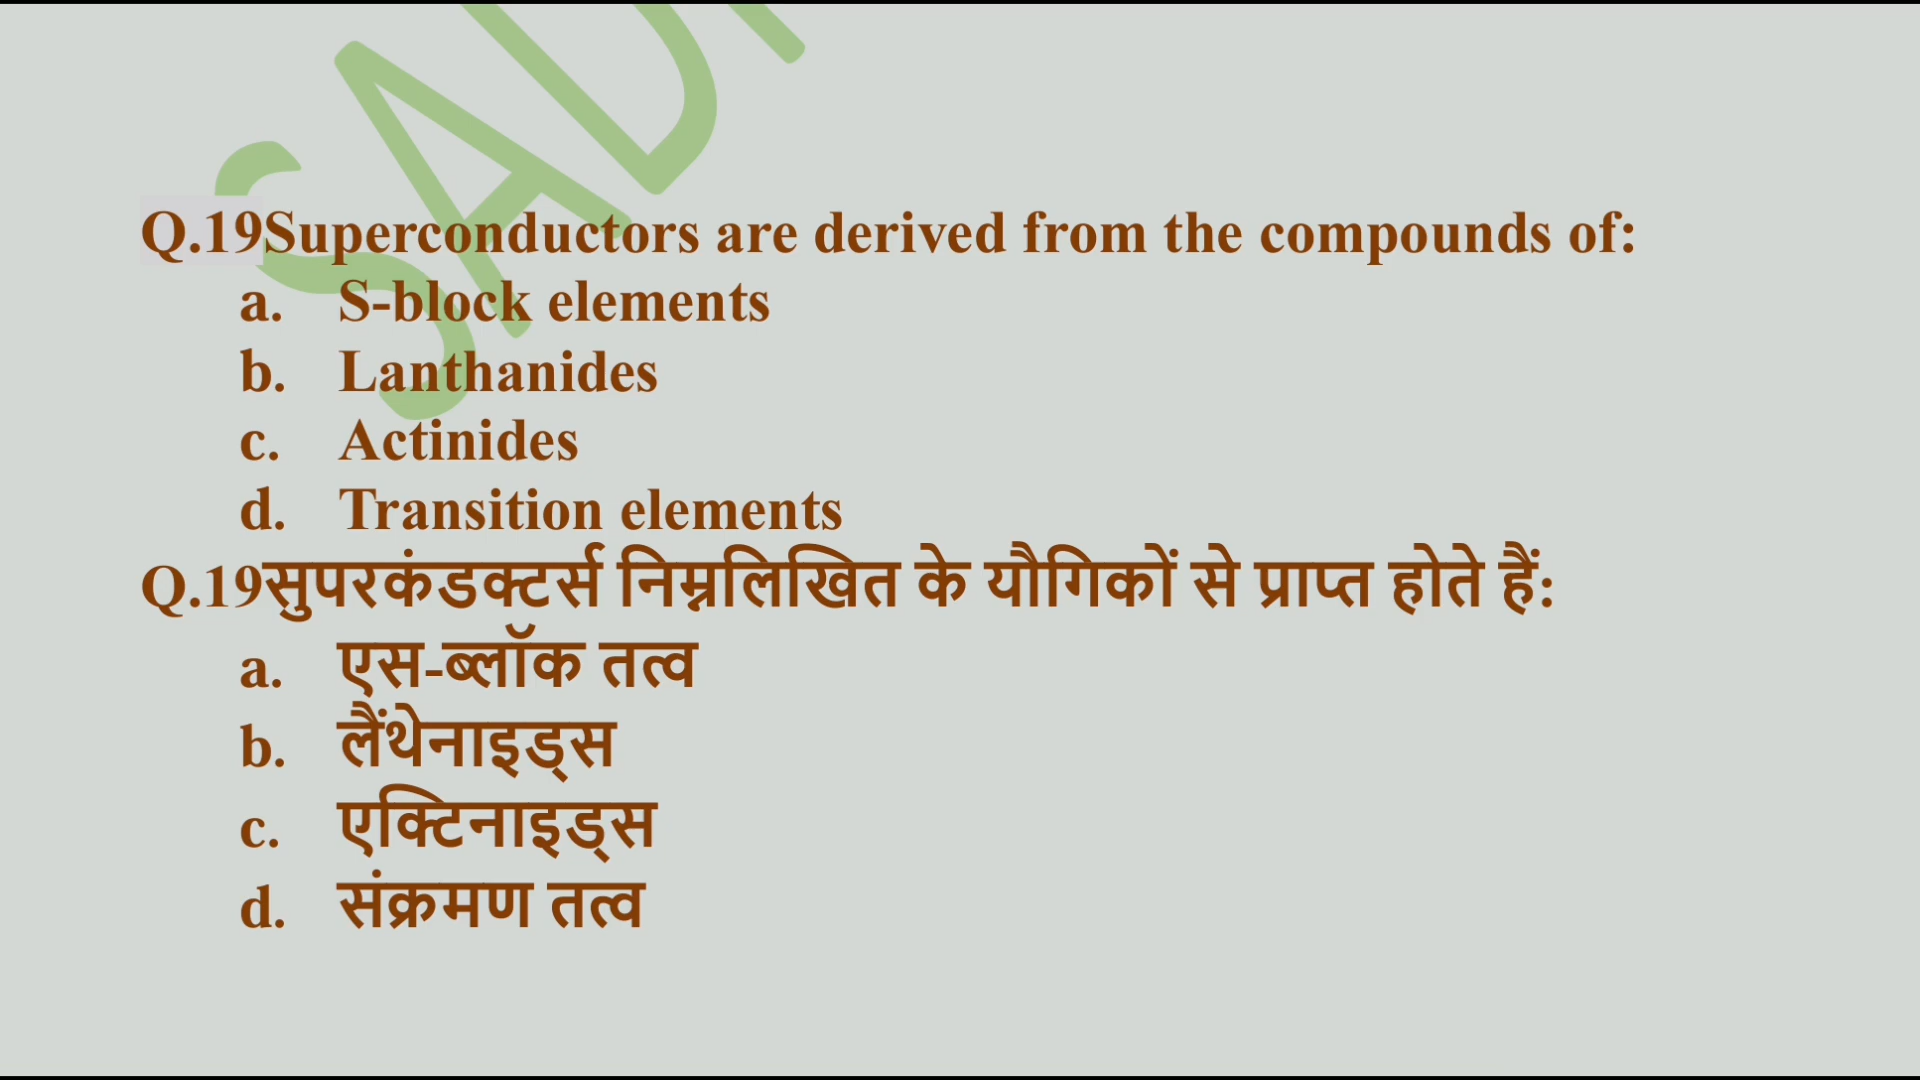 Q.19Superconductors are derived from the compounds of:
a. S-block elements
b. Lanthanides
c. Actinides
d. Transition elements
Q.19सुपरकंडक्टर्स निम्नलिखित के यौगिकों से प्राप्त होते हैं:
a. एस-ब्लॉक तत्व
b. लैंथेनाइड्स
c. एक्टिनाइड्स
d. संक्रमण तत्व